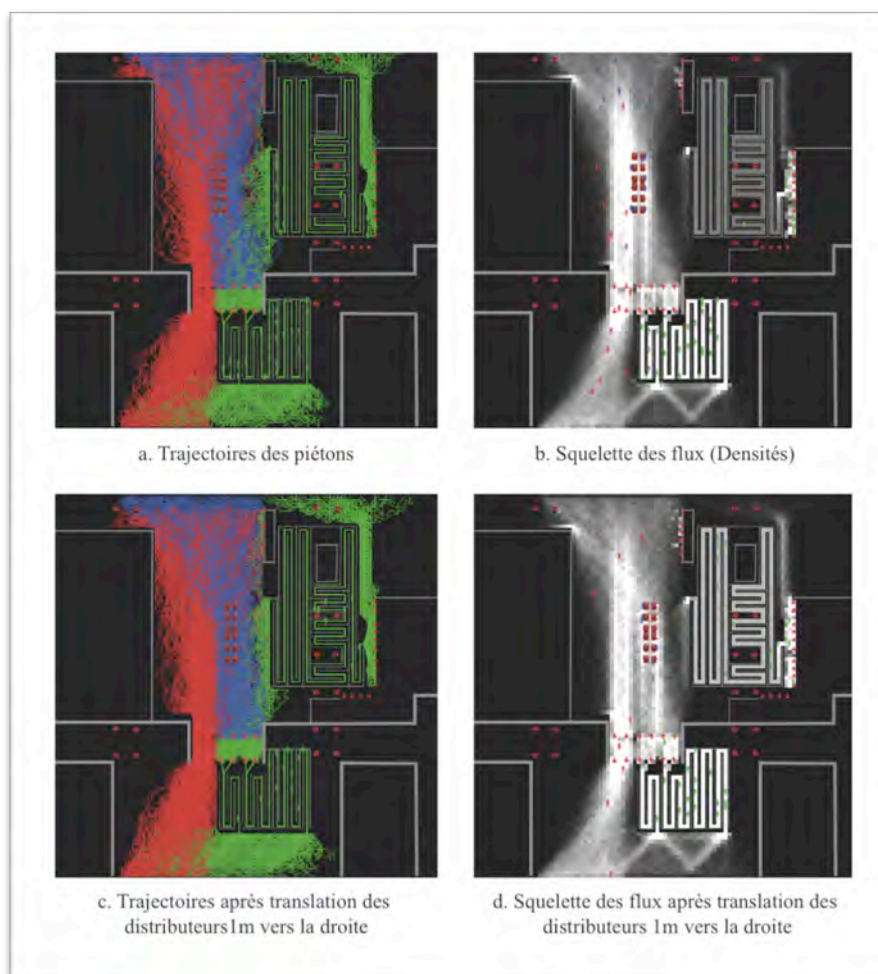 a. Trajectoires des piétons
b. Squelette des flux (Densités)
c. Trajectoires après translation des
distributeurs1m vers la droite
d. Squelette des flux après translation des
distributeurs 1m vers la droite